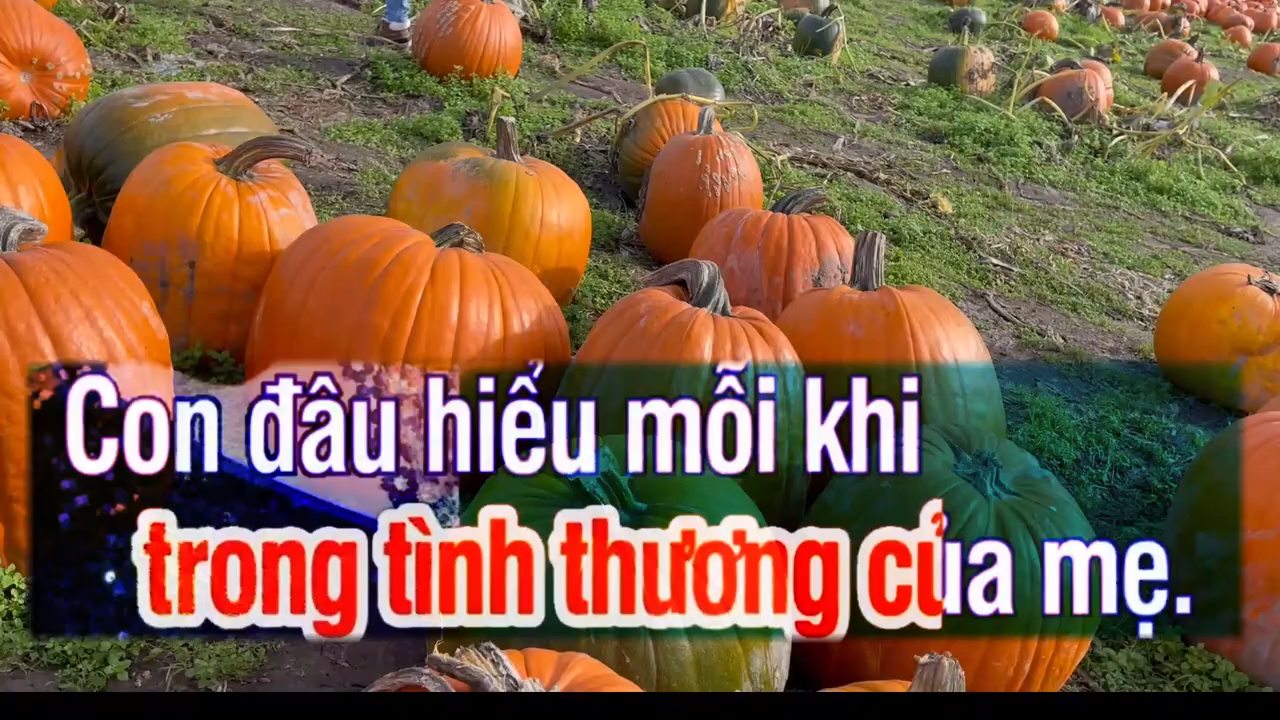 Con đâu hiểu mỗi khi
trong tình thương của mẹ.